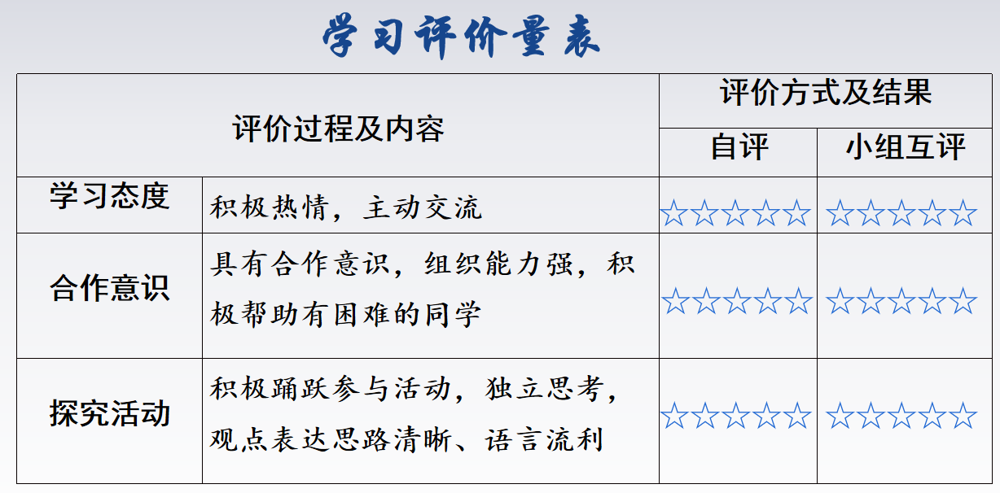 学习评价量表
评价过程及内容
评价方式及结果
自评
小组互评
学习态度
积极热情，主动交流
☆☆☆☆☆
☆☆☆☆☆
合作意识
具有合作意识，组织能力强，积
极帮助有困难的同学
☆☆☆☆☆
☆☆☆☆☆
探究活动
积极踊跃参与活动，独立思考，
观点表达思路清晰、语言流利
☆☆☆☆☆
☆☆☆☆☆